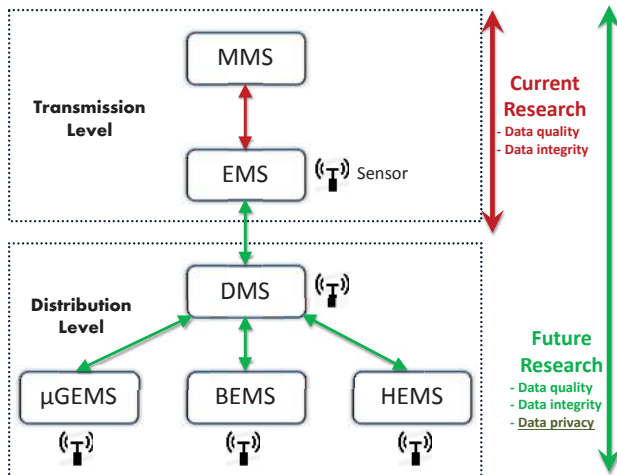 MMS
Transmission
Level
EMS
Sensor
Current
Research
- Data quality
- Data integrity
DMS
Distribution
Level
μGEMS
BEMS
HEMS
Future
Research
- Data quality
- Data integrity
- Data privacy